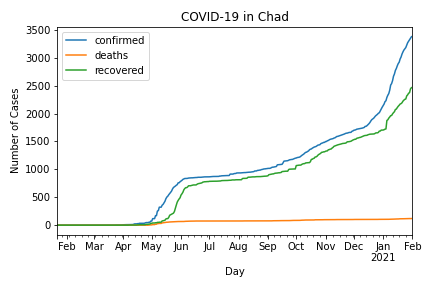 COVID-19 in Chad
confirmed
deaths
recovered
Number of Cases
3500
3000
2500
2000
1500
1000
500
0
Feb Mar Apr May Jun Jul Aug Sep Oct Nov Dec Jan Feb
2021
Day